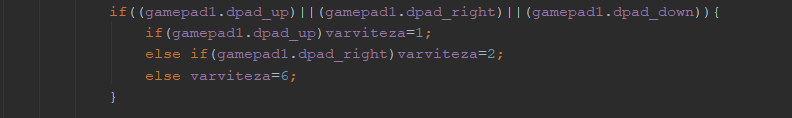 if((gamepad1.dpad_up)||(gamepad1.dpad_right)||(gamepad1.dpad_down)){
if(gamepad1.dpad_up)varviteza=1;
else if(gamepad1.dpad_right)varviteza=2;
else varviteza=6;
}